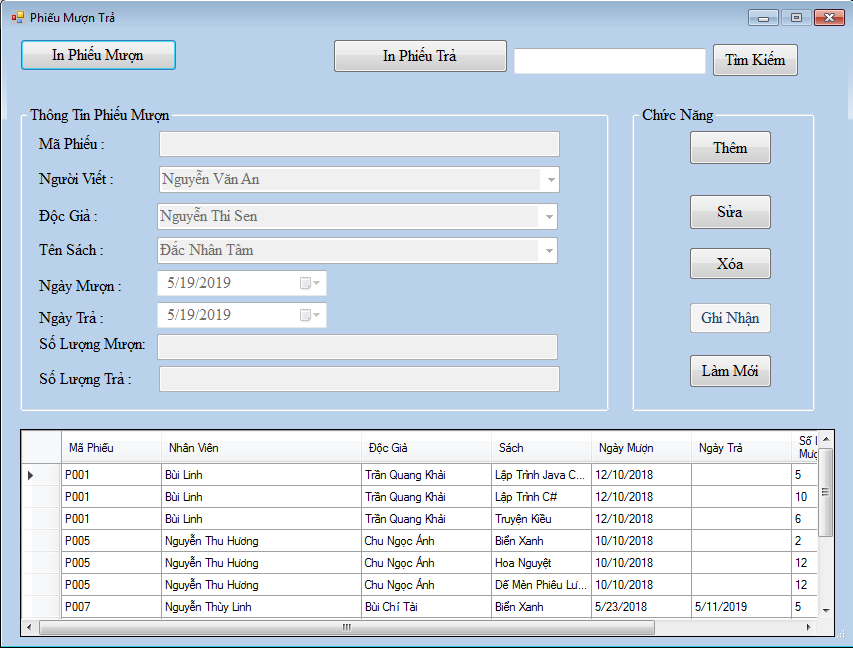 Phiếu Mượn Trả
In Phiếu Mượn
In Phiếu Trả
Tìm Kiếm
Thông Tin Phiếu Mượn
Mã Phiếu :
Người Viết : Nguyễn Văn An
Độc Giả : Nguyễn Thi Sen
Tên Sách : Đắc Nhân Tâm
Ngày Mượn : 5/19/2019
Ngày Trả : 5/19/2019
Số Lượng Mượn:
Số Lượng Trả :
Chức Năng
Thêm
Sửa
Xóa
Ghi Nhận
Làm Mới
Mã Phiếu Nhân Viên Độc Giả Sách Ngày Mượn Ngày Trả Số
P001 Bùi Linh Trần Quang Khải Lập Trình Java C... 12/10/2018 5
P001 Bùi Linh Trần Quang Khải Lập Trình C# 12/10/2018 10
P001 Bùi Linh Trần Quang Khải Truyện Kiều 12/10/2018 6
P005 Nguyễn Thu Hương Chu Ngọc Ánh Biển Xanh 10/10/2018 2
P005 Nguyễn Thu Hương Chu Ngọc Ánh Hoa Nguyệt 10/10/2018 12
P005 Nguyễn Thu Hương Chu Ngọc Ánh Dế Mèn Phiêu Lư... 10/10/2018 12
P007 Nguyễn Thùy Linh Bùi Chí Tài Biển Xanh 5/23/2018 5/11/2019 5